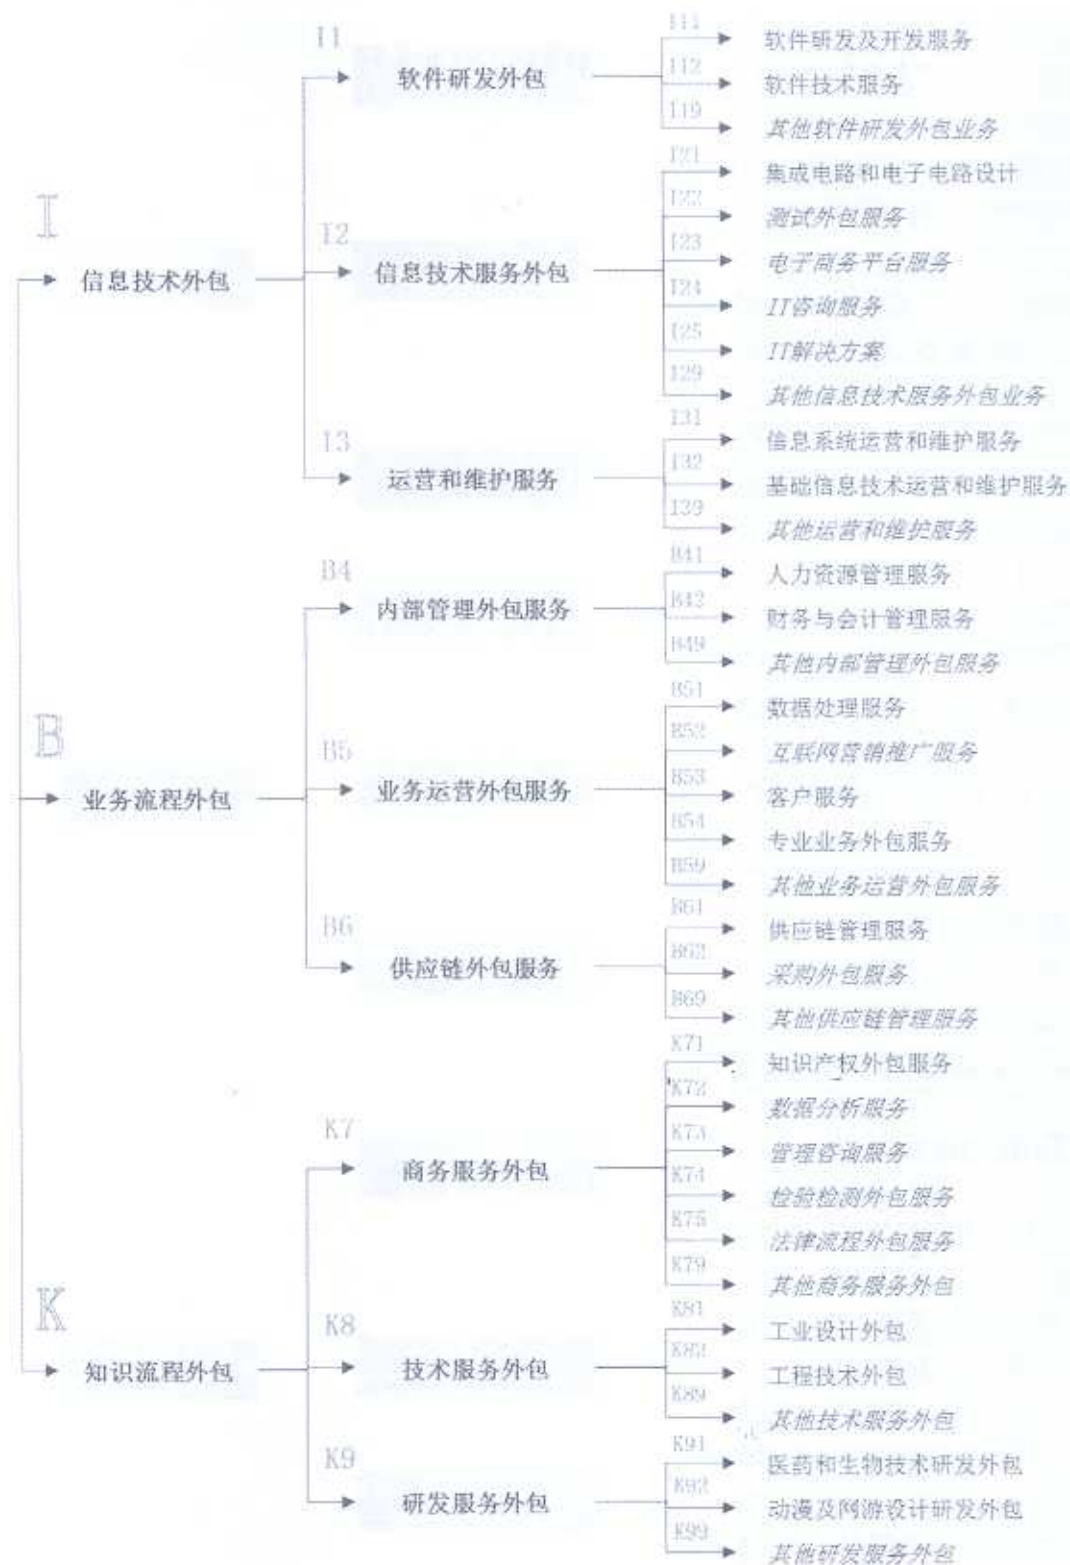 I
信息技术外包
I1
软件研发外包
I11
软件研发及开发服务
I12
软件技术服务
I19
其他软件研发外包业务
I2
信息技术服务外包
I21
集成电路和电子电路设计
I22
测试外包服务
I23
电子商务平台服务
I24
IT咨询服务
I25
IT解决方案
I29
其他信息技术服务外包业务
I3
运营和维护服务
I31
信息系统运营和维护服务
I32
基础信息技术运营和维护服务
I39
其他运营和维护服务
B
业务流程外包
B4
内部管理外包服务
B41
人力资源管理服务
B42
财务与会计管理服务
B49
其他内部管理外包服务
B5
业务运营外包服务
B51
数据处理服务
B52
互联网营销推广服务
B53
客户服务
B54
专业业务外包服务
B59
其他业务运营外包服务
B6
供应链外包服务
B61
供应链管理服务
B62
采购外包服务
B69
其他供应链管理服务
K
知识流程外包
K7
商务服务外包
K71
知识产权外包服务
K72
数据分析服务
K73
管理咨询服务
K74
检验检测外包服务
K75
法律流程外包服务
K79
其他商务服务外包
K8
技术服务外包
K81
工业设计外包
K82
工程技术外包
K89
其他技术服务外包
K9
研发服务外包
K91
医药和生物技术研发外包
K92
动漫及网游设计研发外包
K99
其他研发服务外包